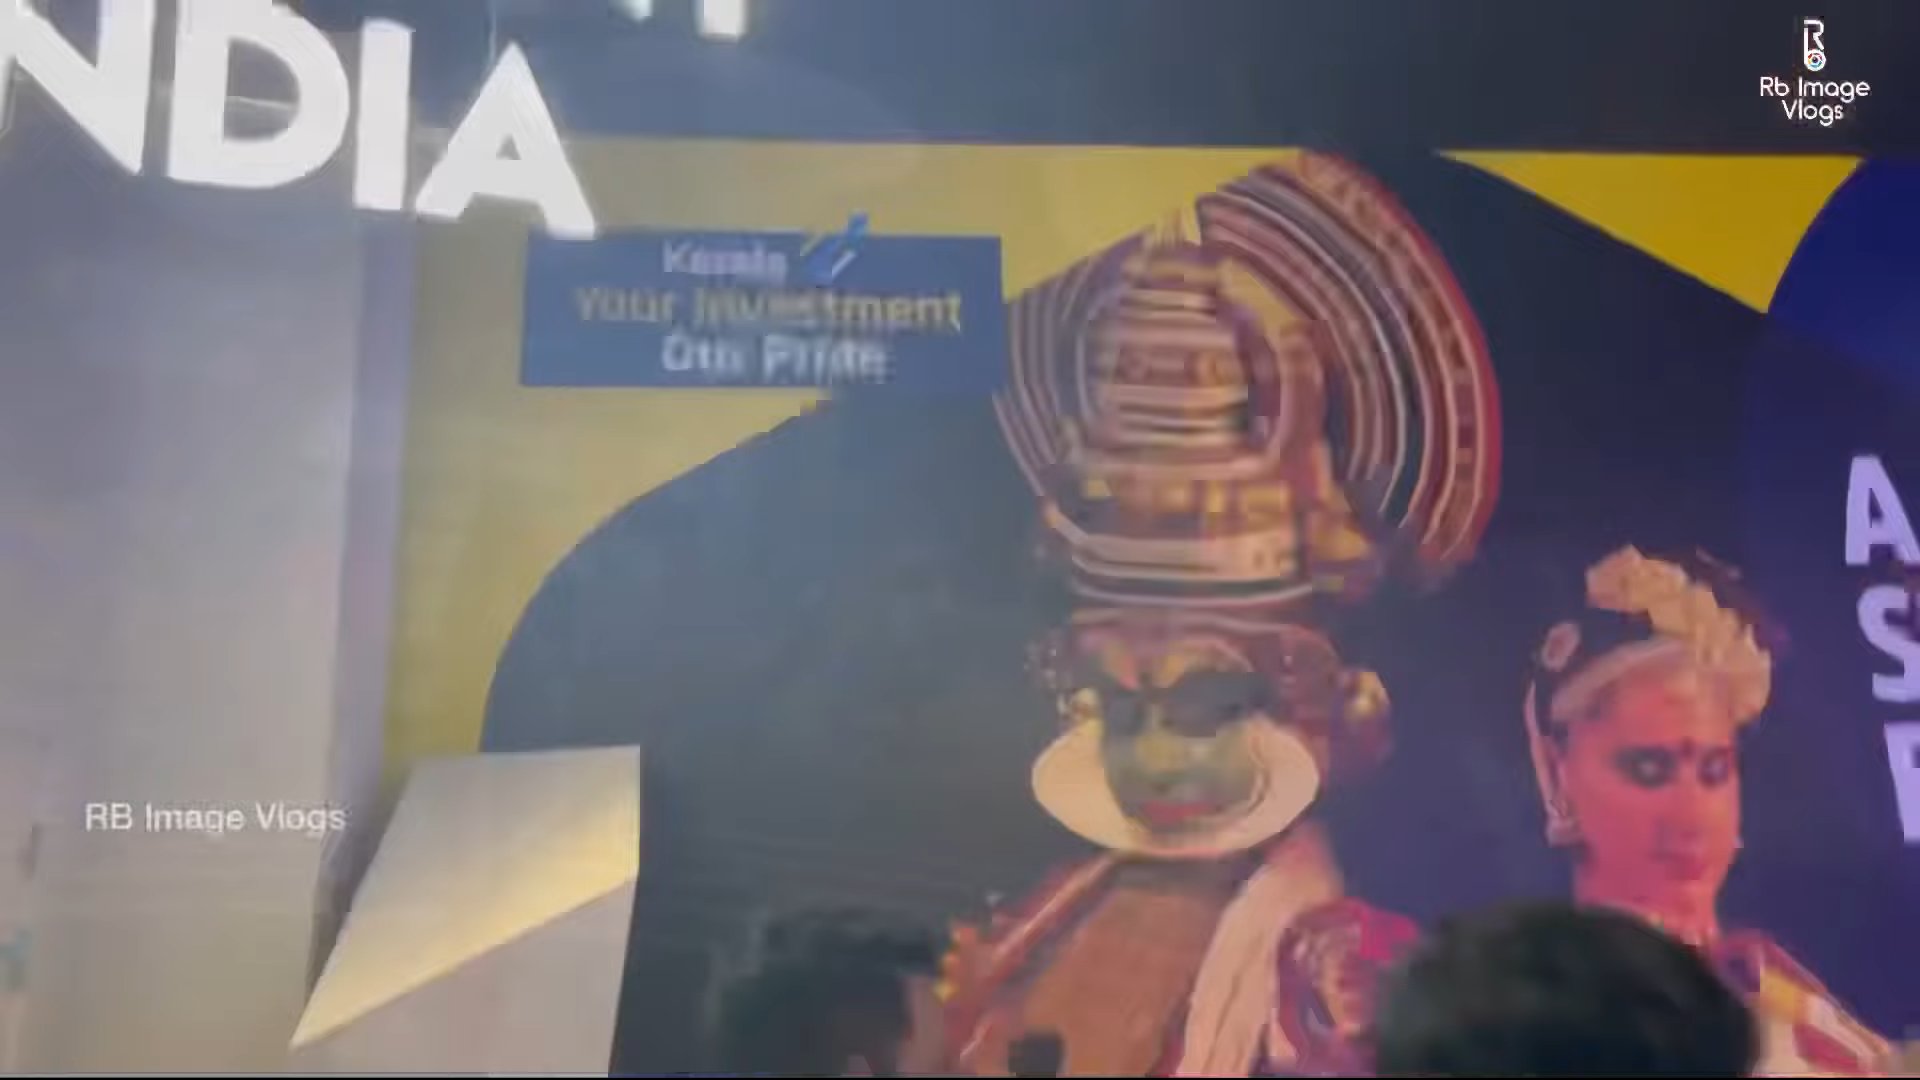 NDIA
Rb Image
Vlogs
Kerala
Your Investment
Our Pride
A
S
RB Image Vlogs